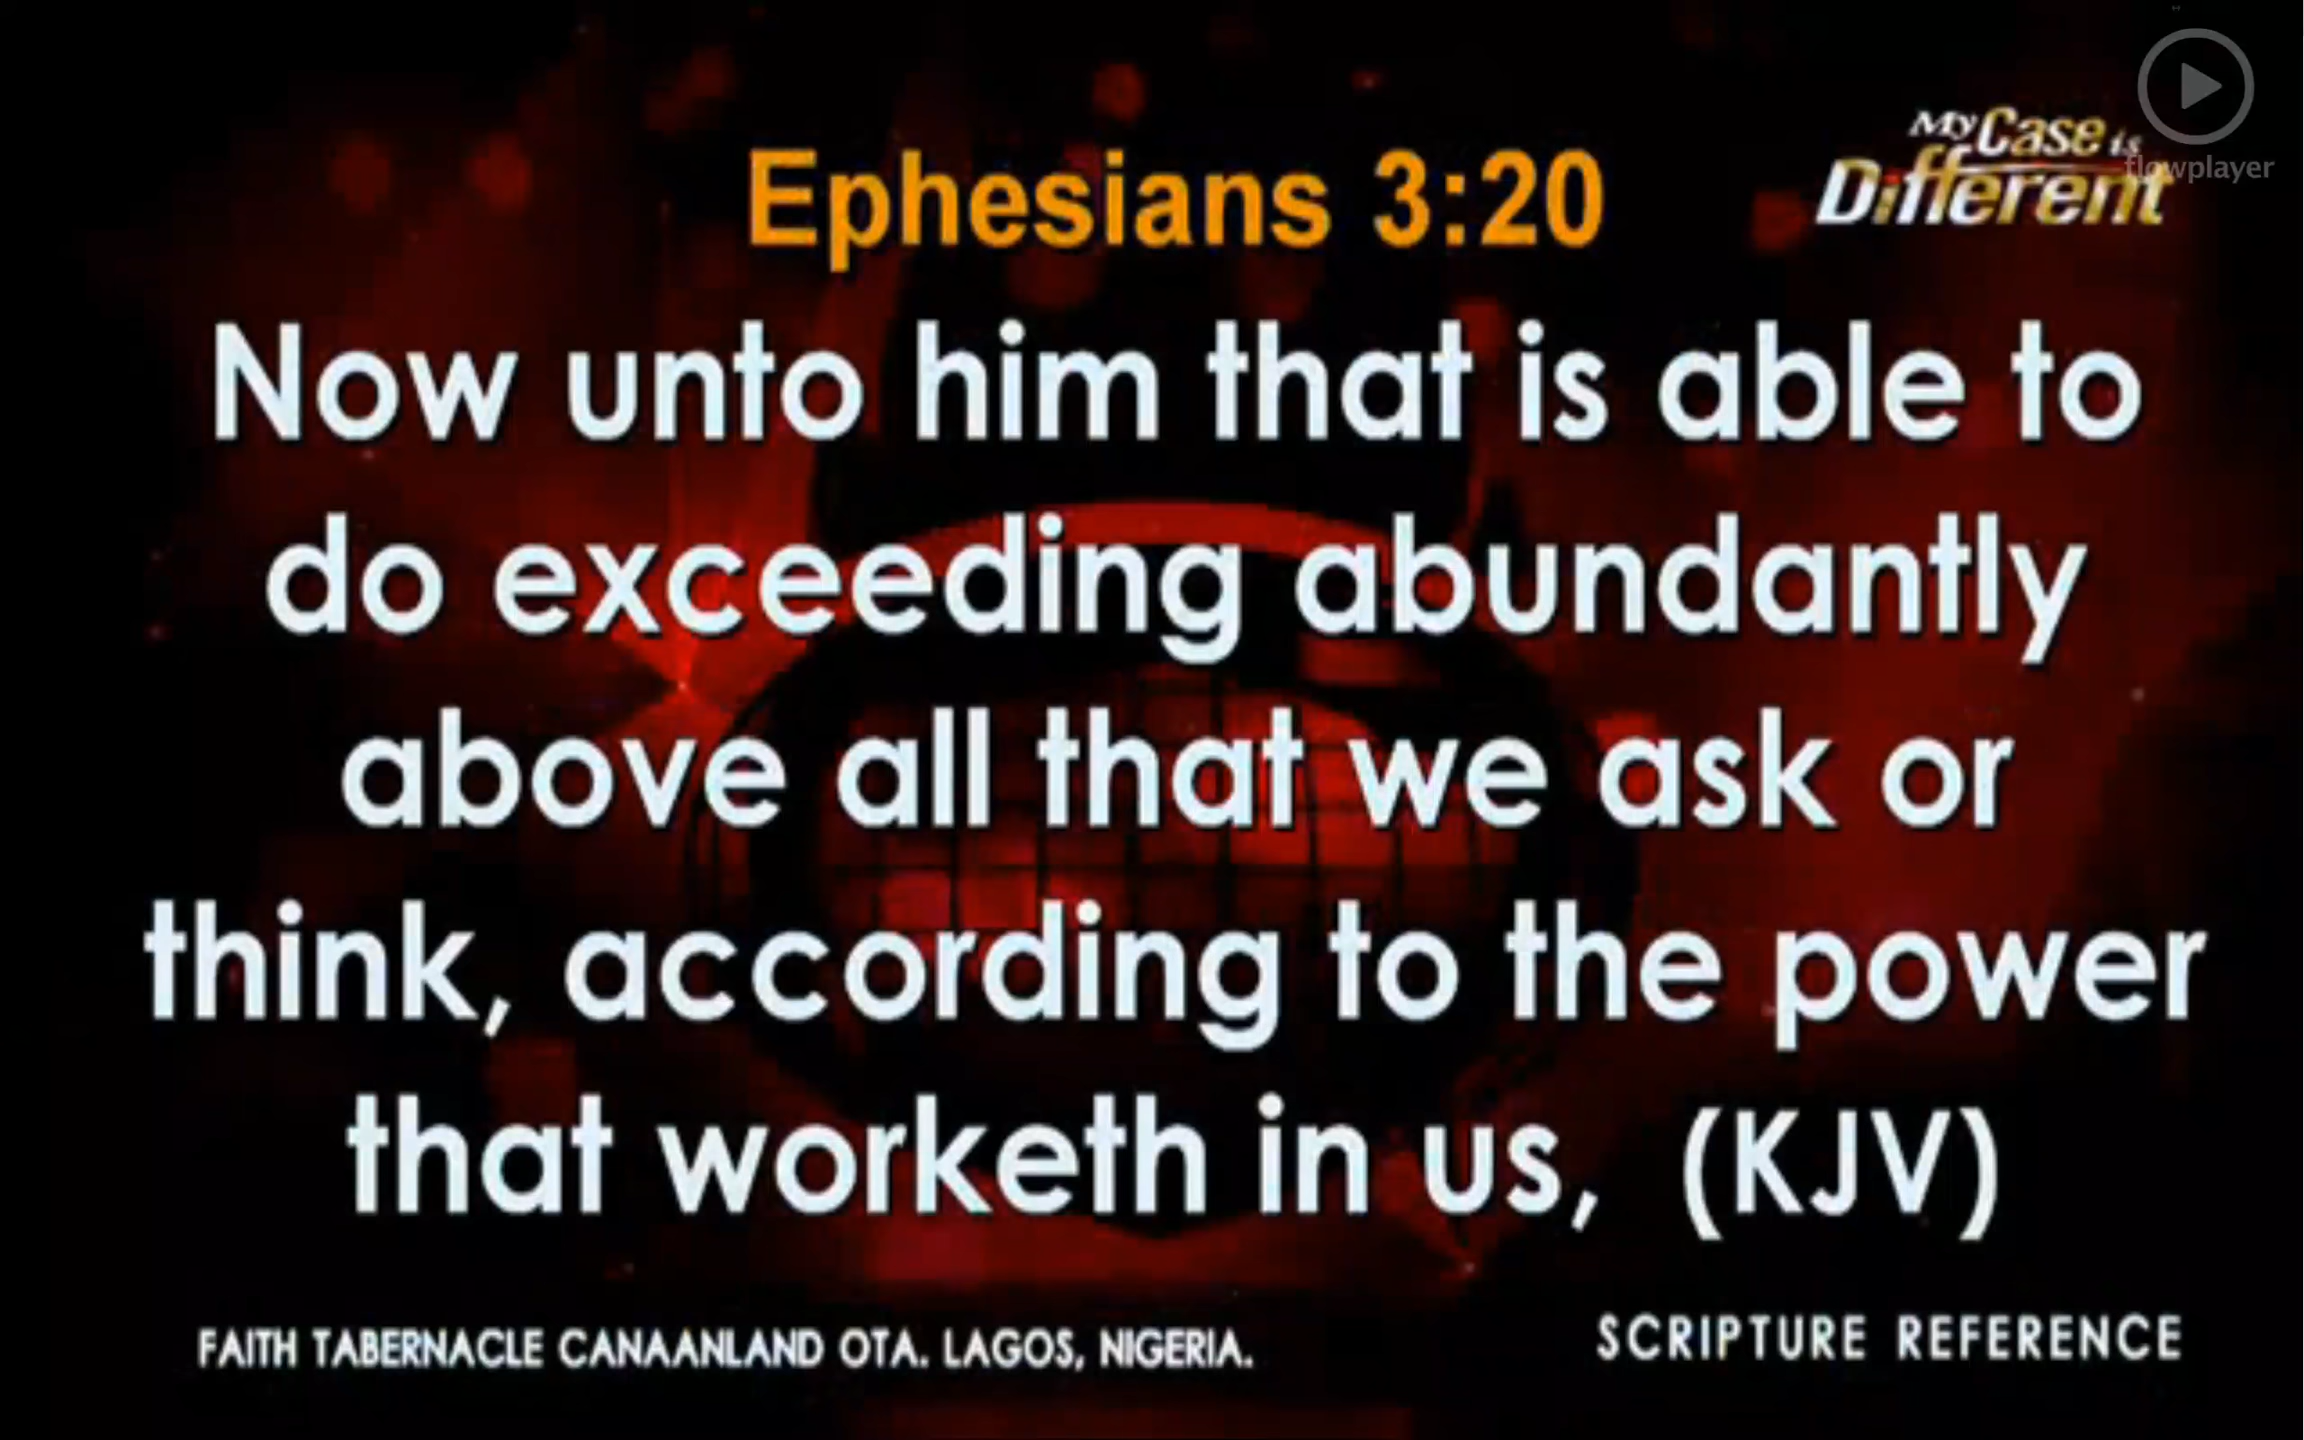 Ephesians 3:20
My Case is
Different
flowplayer
Now unto him that is able to
do exceeding abundantly
above all that we ask or
think, according to the power
that worketh in us, (KJV)
FAITH TABERNACLE CANAANLAND OTA. LAGOS, NIGERIA.
SCRIPTURE REFERENCE